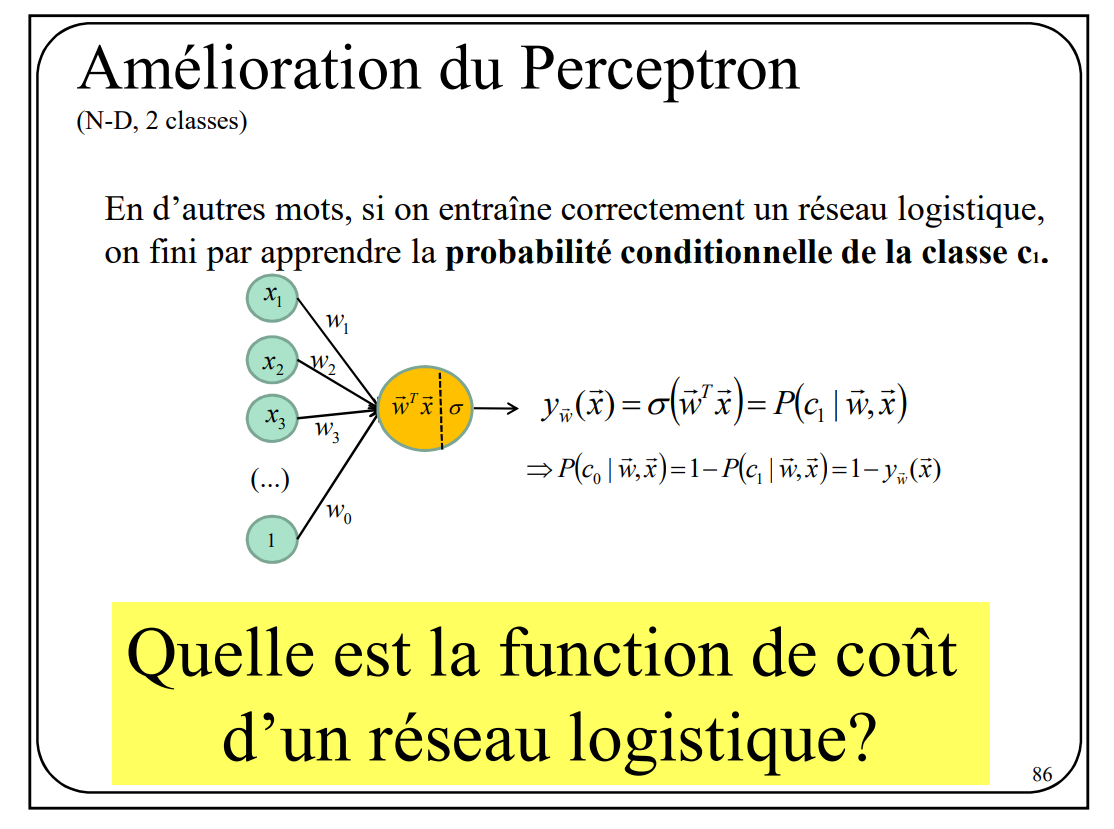 Amélioration du Perceptron
(N-D, 2 classes)
En d’autres mots, si on entraîne correctement un réseau logistique,
on fini par apprendre la probabilité conditionnelle de la classe c₁.
x₁
w₁
x₂
w₂
x₃
w₃
(...)
1
w₀
w⃗ᵀx⃗ σ
y_w⃗(x⃗) = σ(w⃗ᵀx⃗) = P(c₁ | w⃗, x⃗)
⇒ P(c₀ | w⃗, x⃗) = 1 − P(c₁ | w⃗, x⃗) = 1 − y_w⃗(x⃗)
Quelle est la function de coût
d’un réseau logistique?
86